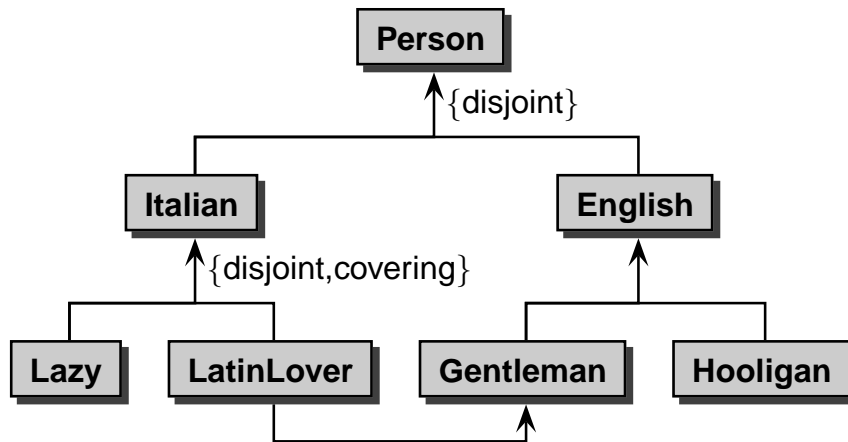 Person
{disjoint}
Italian English
{disjoint,covering}
Lazy LatinLover Gentleman Hooligan